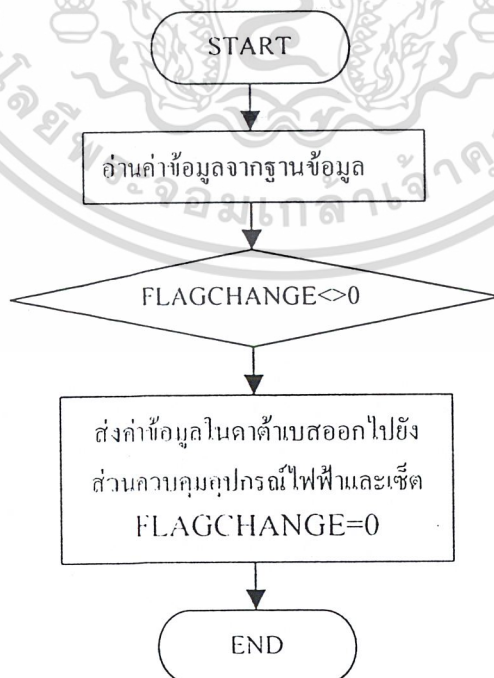 START
อ่านค่าข้อมูลจากฐานข้อมูล
FLAGCHANGE<>0
ส่งค่าข้อมูลในดาต้าเบสออกไปยัง
ส่วนควบคุมอุปกรณ์ไฟฟ้าและเซ็ต
FLAGCHANGE=0
END